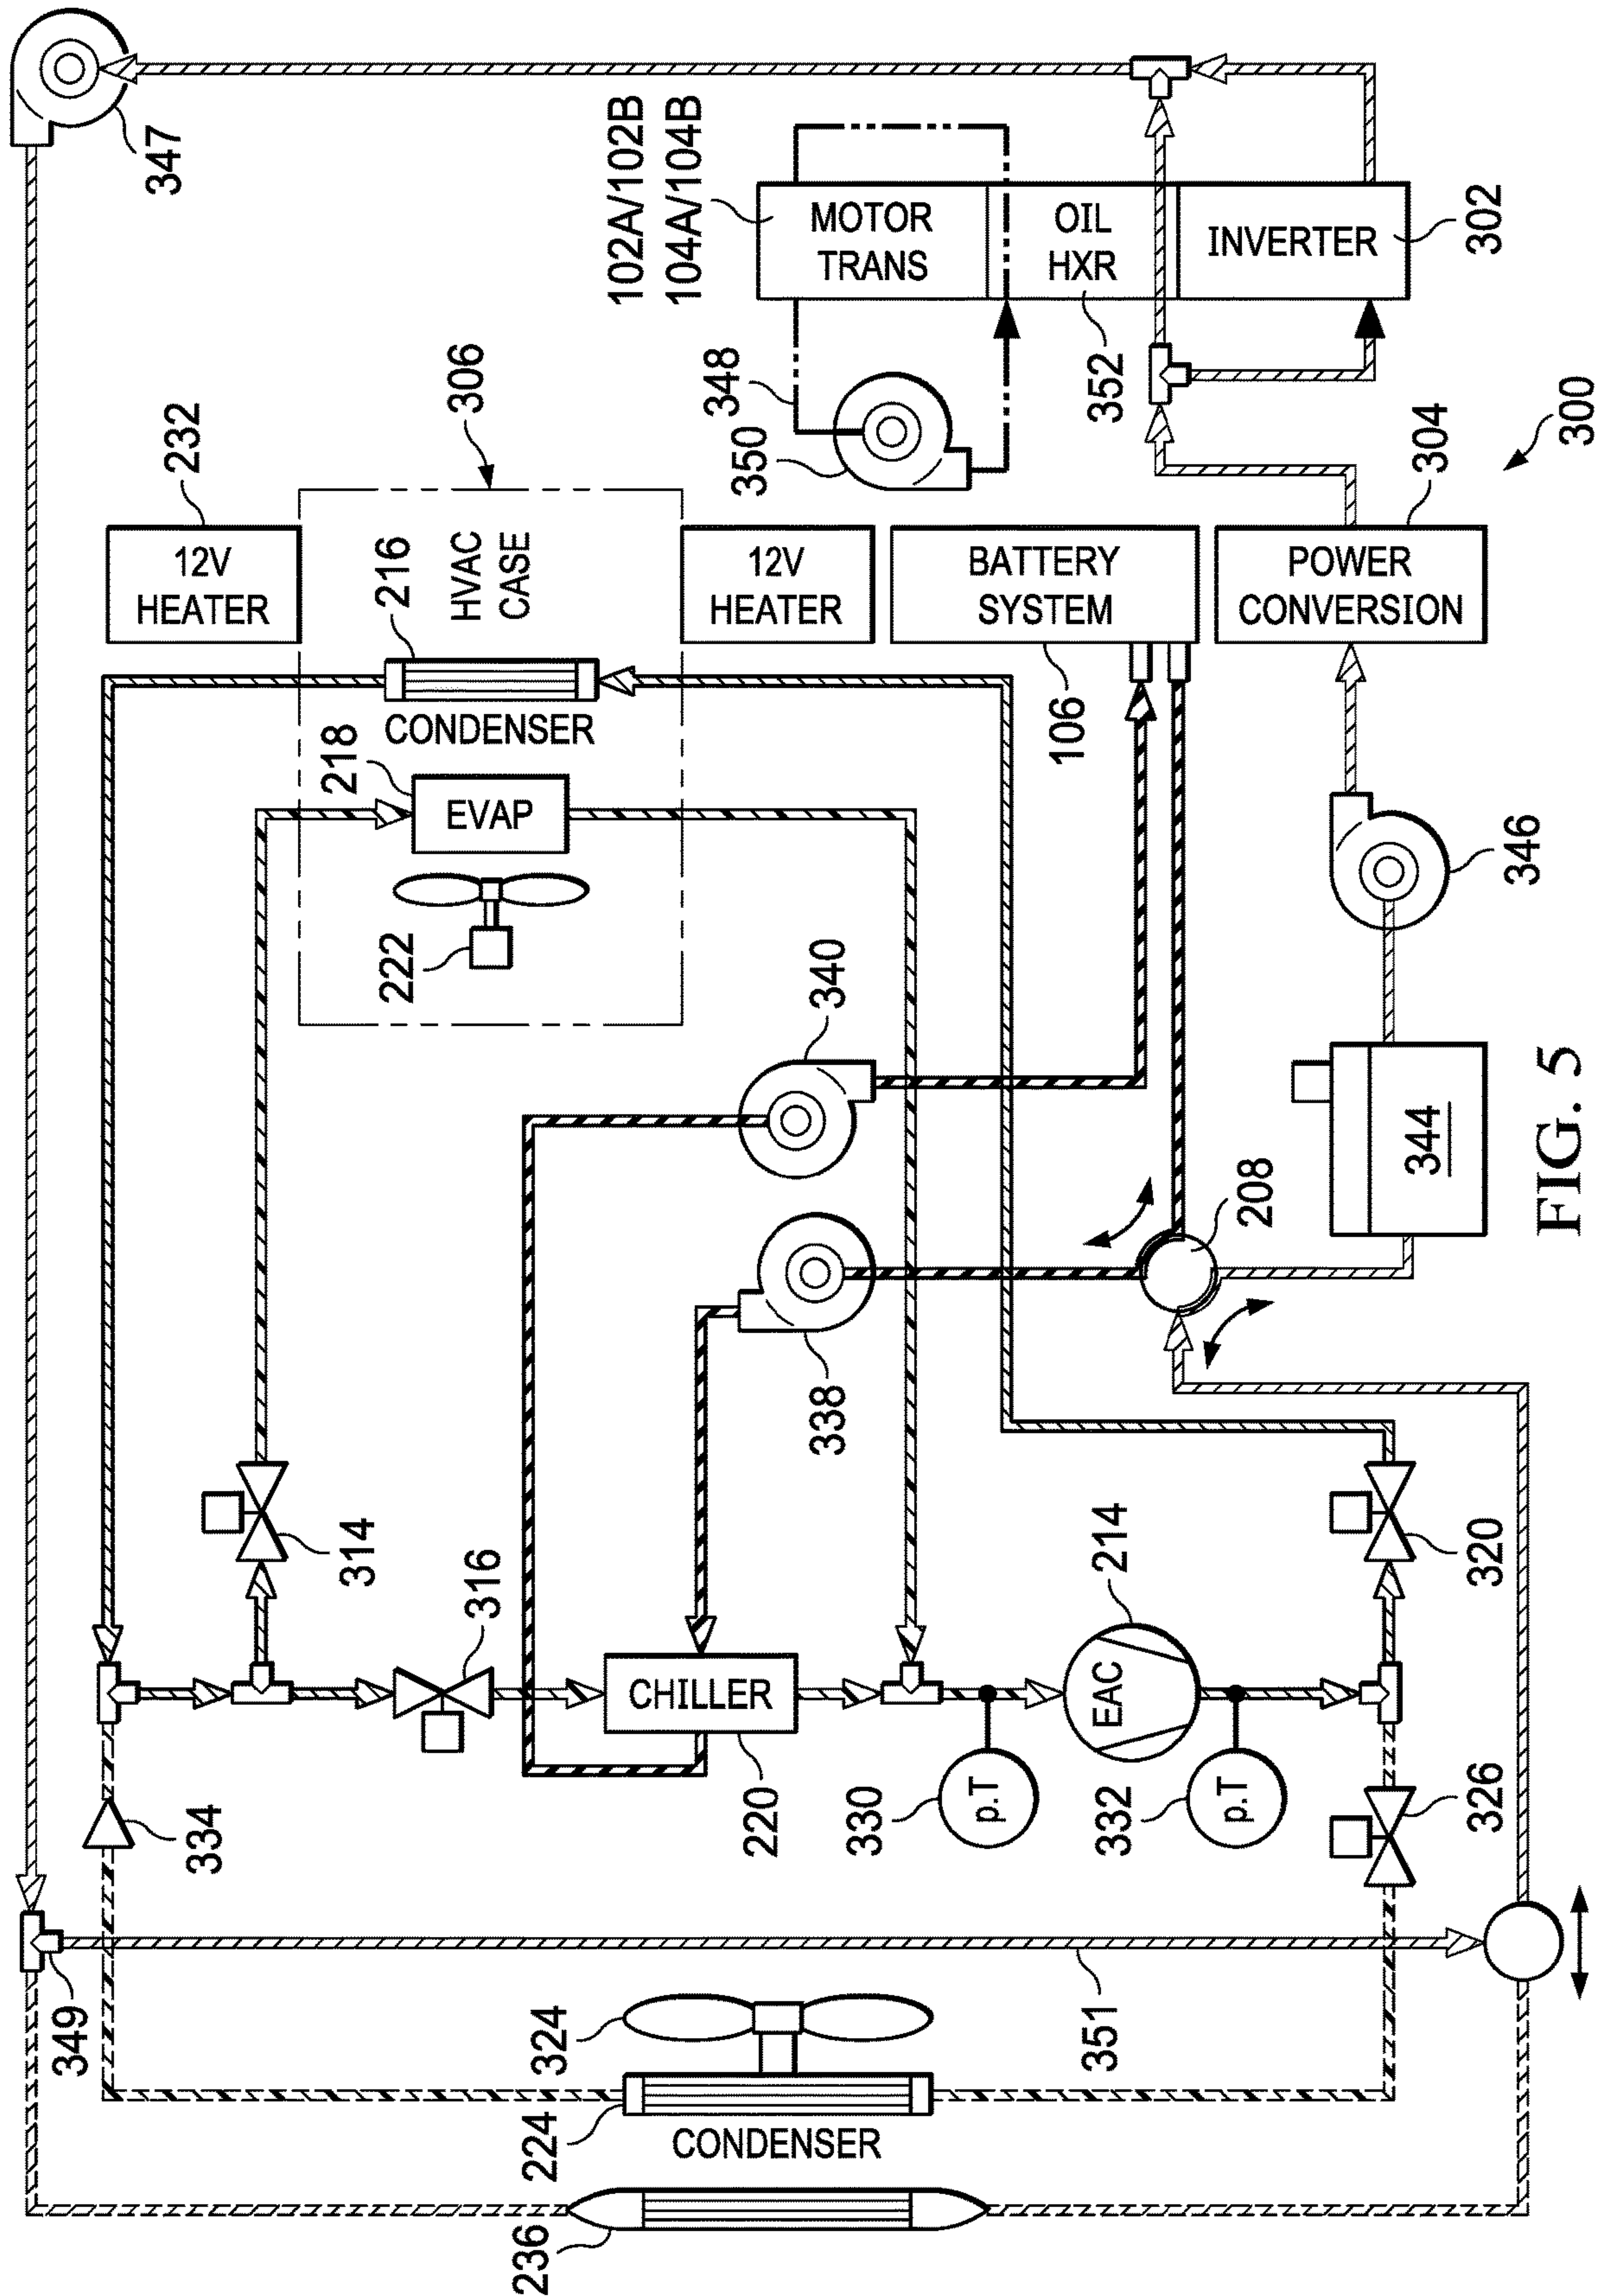 347
102A/102B
104A/104B
MOTOR
TRANS
OIL
HXR
INVERTER
302
352
348
350
306
232
12V
HEATER
216
HVAC
CASE
12V
HEATER
BATTERY
SYSTEM
POWER
CONVERSION
304
300
CONDENSER
218
EVAP
222
106
346
340
338
208
344
FIG. 5
314
316
CHILLER
220
214
EAC
330
p.T
332
p.T
320
326
334
349
351
324
224
CONDENSER
236